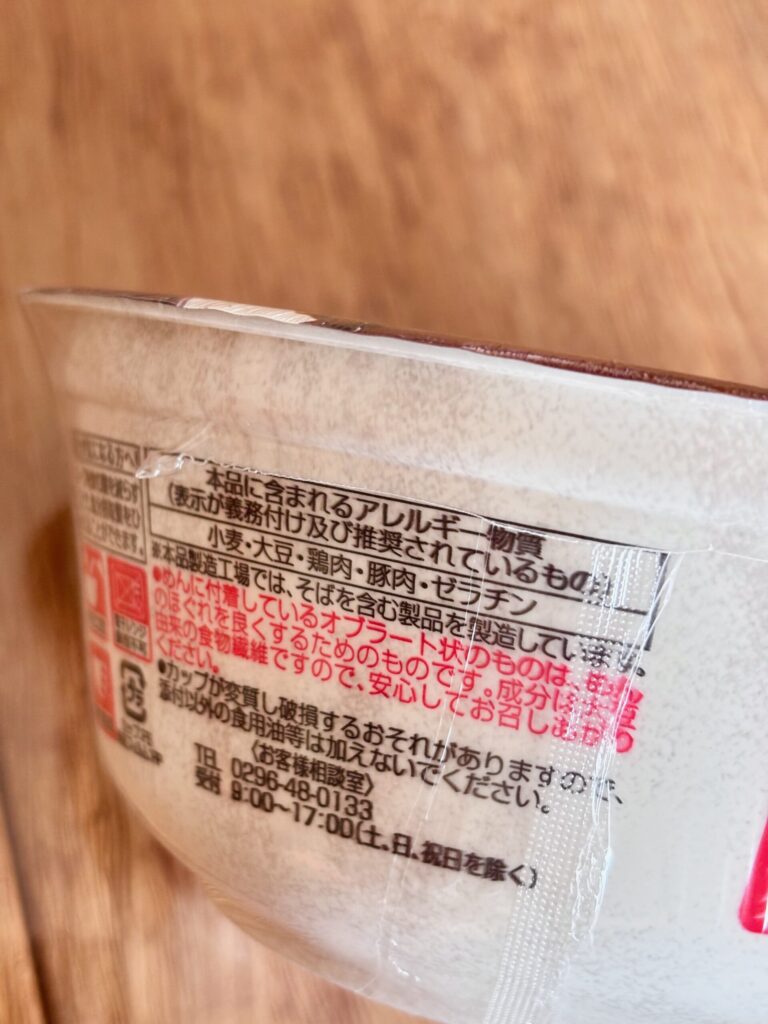 本品に含まれるアレルギー物質
(表示が義務付け及び推奨されているもの)
小麦・大豆・鶏肉・豚肉・ゼラチン
※本品製造工場では、そばを含む製品を製造しています。
●めんに付着しているオブラート状のものは、
のほぐれを良くするためのものです。成分は
由来の食物繊維ですので、安心してお召しあがり
ください。
●カップが変質し破損するおそれがありますので、
添付以外の食用油等は加えないでください。
〈お客様相談室〉
TEL 0296-48-0133
受付 9:00~17:00(土、日、祝日を除く)